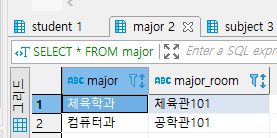 student 1 major 2 subject 3
SELECT * FROM major Enter a SQL expre
major major_room
1 체육학과 체육관101
2 컴퓨터과 공학관101